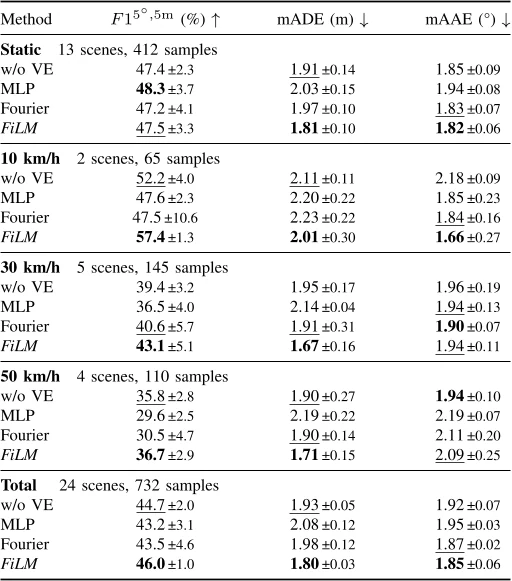 Method F1^5°,5m (%) ↑ mADE (m) ↓ mAAE (°) ↓
Static 13 scenes, 412 samples
w/o VE 47.4 ±2.3 1.91 ±0.14 1.85 ±0.09
MLP 48.3 ±3.7 2.03 ±0.15 1.94 ±0.08
Fourier 47.2 ±4.1 1.97 ±0.10 1.83 ±0.07
FiLM 47.5 ±3.3 1.81 ±0.10 1.82 ±0.06
10 km/h 2 scenes, 65 samples
w/o VE 52.2 ±4.0 2.11 ±0.11 2.18 ±0.09
MLP 47.6 ±2.3 2.20 ±0.22 1.85 ±0.23
Fourier 47.5 ±10.6 2.23 ±0.22 1.84 ±0.16
FiLM 57.4 ±1.3 2.01 ±0.30 1.66 ±0.27
30 km/h 5 scenes, 145 samples
w/o VE 39.4 ±3.2 1.95 ±0.17 1.96 ±0.19
MLP 36.5 ±4.0 2.14 ±0.04 1.94 ±0.13
Fourier 40.6 ±5.7 1.91 ±0.31 1.90 ±0.07
FiLM 43.1 ±5.1 1.67 ±0.16 1.94 ±0.11
50 km/h 4 scenes, 110 samples
w/o VE 35.8 ±2.8 1.90 ±0.27 1.94 ±0.10
MLP 29.6 ±2.5 2.19 ±0.22 2.19 ±0.07
Fourier 30.5 ±4.7 1.90 ±0.14 2.11 ±0.20
FiLM 36.7 ±2.9 1.71 ±0.15 2.09 ±0.25
Total 24 scenes, 732 samples
w/o VE 44.7 ±2.0 1.93 ±0.05 1.92 ±0.07
MLP 43.2 ±3.1 2.08 ±0.12 1.95 ±0.03
Fourier 43.5 ±4.6 1.98 ±0.12 1.87 ±0.02
FiLM 46.0 ±1.0 1.80 ±0.03 1.85 ±0.06